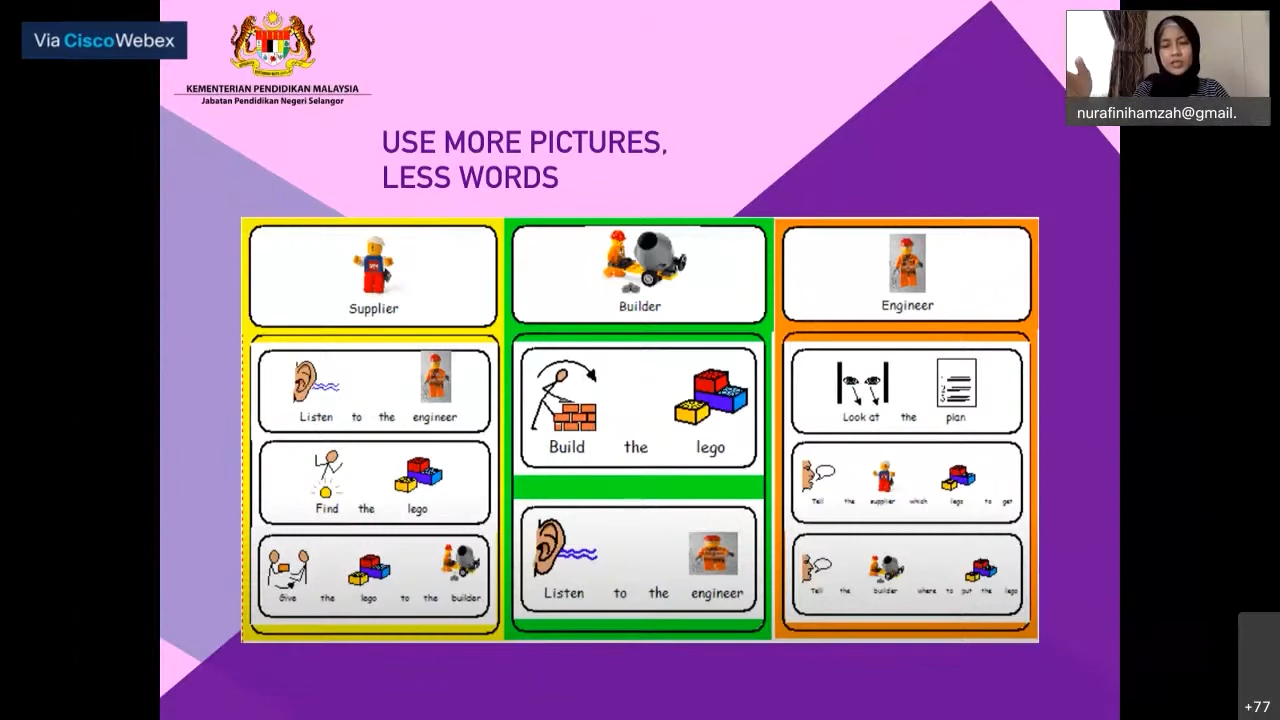 Via Cisco Webex
KEMENTERIAN PENDIDIKAN MALAYSIA
Jabatan Pendidikan Negeri Selangor
nurafinihamzah@gmail.
USE MORE PICTURES,
LESS WORDS
Supplier
Listen to the engineer
Find the lego
Give the lego to the builder
Builder
Build the lego
Listen to the engineer
Engineer
Look at the plan
Tell the supplier which lego to get
Tell the builder where to put the lego
+77